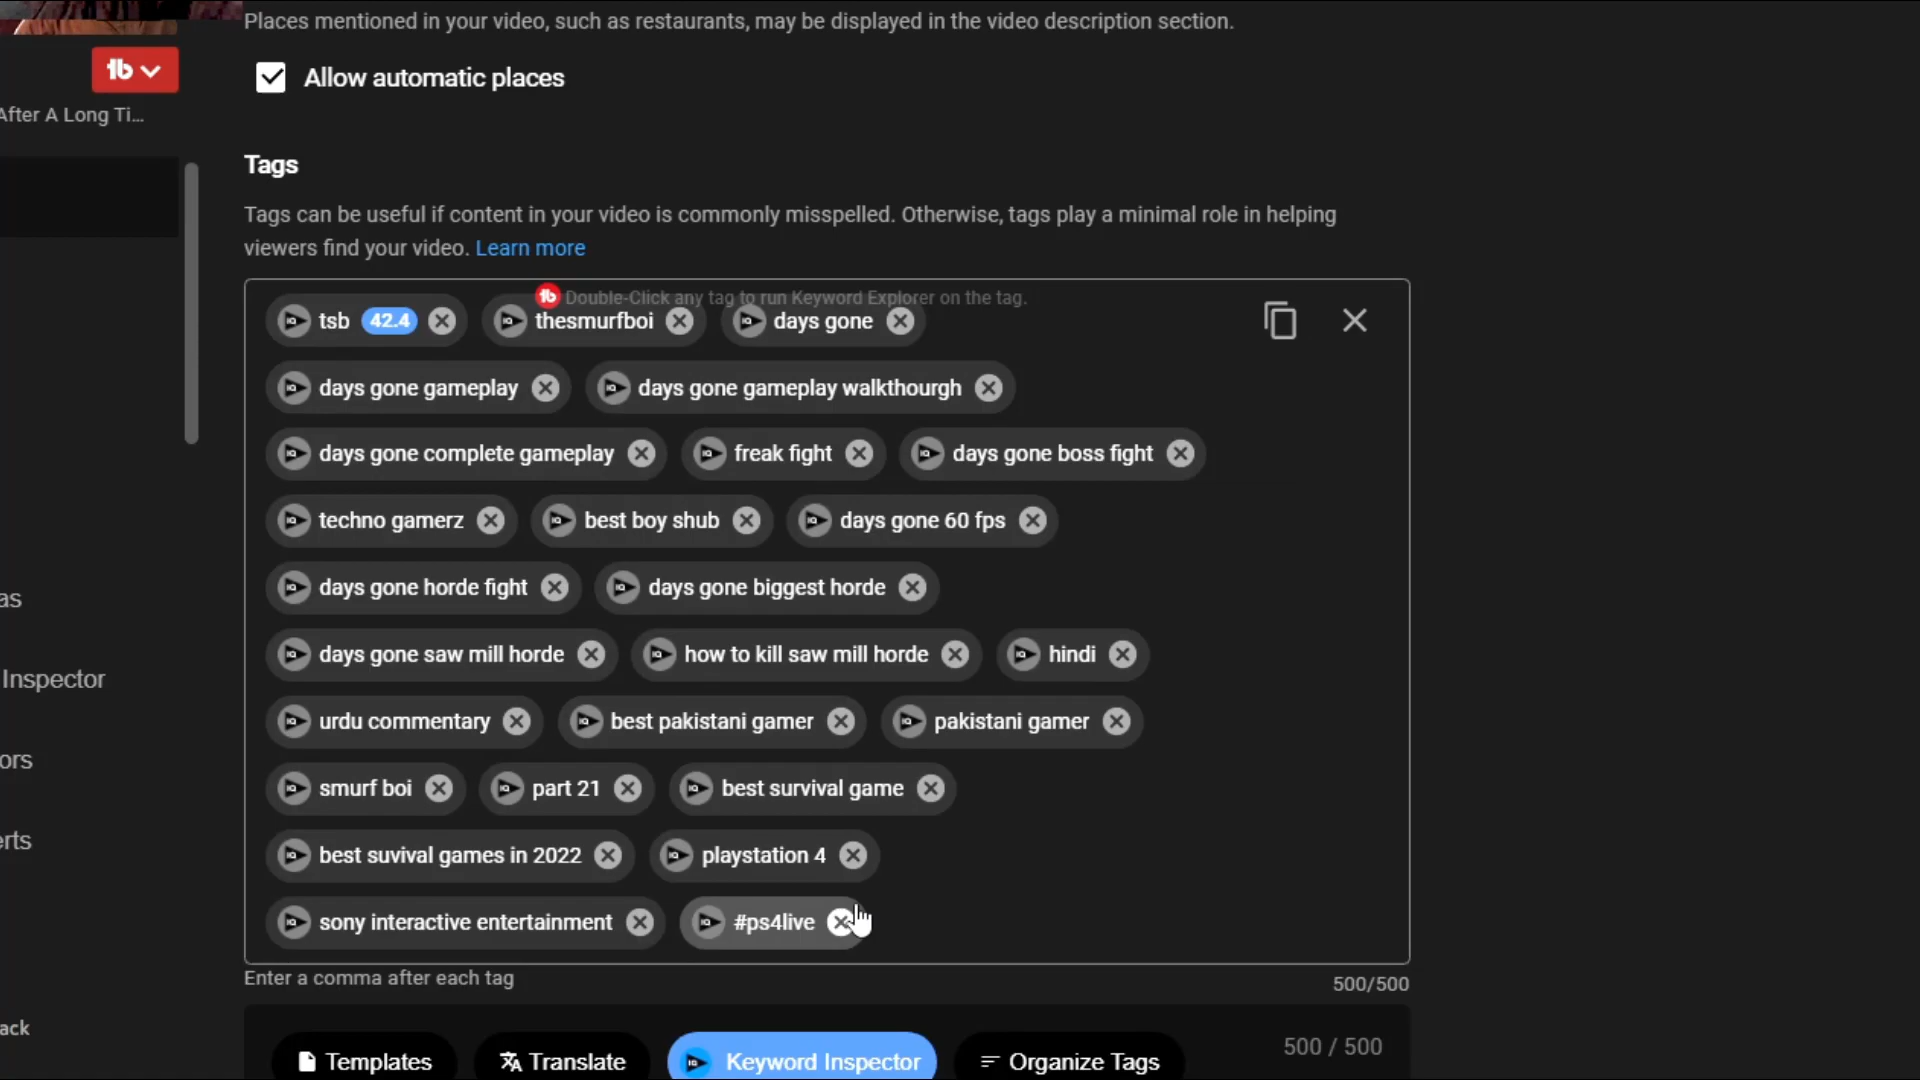 Places mentioned in your video, such as restaurants, may be displayed in the video description section.
Allow automatic places
After A Long Ti...
Tags
Tags can be useful if content in your video is commonly misspelled. Otherwise, tags play a minimal role in helping
viewers find your video. Learn more
Double-Click any tag to run Keyword Explorer on the tag.
tsb 42.4 thesmurfboi days gone
days gone gameplay days gone gameplay walkthourgh
days gone complete gameplay freak fight days gone boss fight
techno gamerz best boy shub days gone 60 fps
days gone horde fight days gone biggest horde
as
days gone saw mill horde how to kill saw mill horde hindi
Inspector
urdu commentary best pakistani gamer pakistani gamer
ors
smurf boi part 21 best survival game
erts
best suvival games in 2022 playstation 4
sony interactive entertainment #ps4live
Enter a comma after each tag 500/500
ack
Templates Translate Keyword Inspector Organize Tags 500 / 500